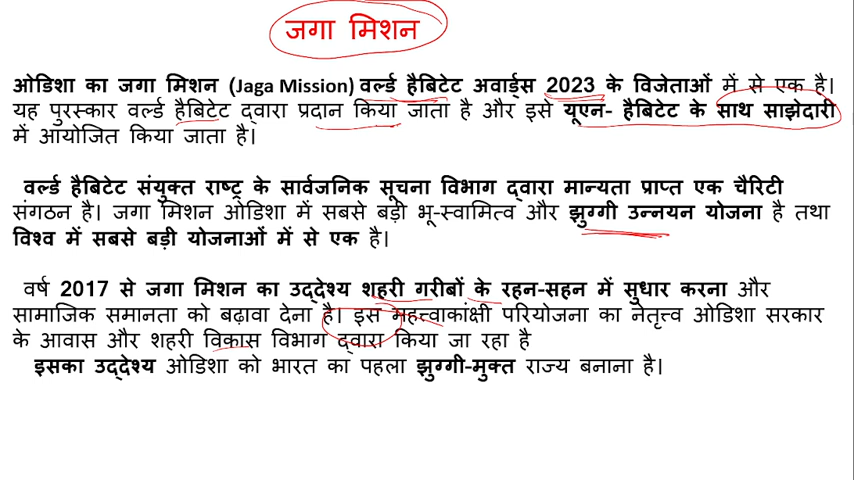 जगा मिशन
ओडिशा का जगा मिशन (Jaga Mission) वर्ल्ड हैबिटेट अवार्ड्स 2023 के विजेताओं में से एक है।
यह पुरस्कार वर्ल्ड हैबिटेट द्वारा प्रदान किया जाता है और इसे यूएन- हैबिटेट के साथ साझेदारी
में आयोजित किया जाता है।
वर्ल्ड हैबिटेट संयुक्त राष्ट्र के सार्वजनिक सूचना विभाग द्वारा मान्यता प्राप्त एक चैरिटी
संगठन है। जगा मिशन ओडिशा में सबसे बड़ी भू-स्वामित्व और झुग्गी उन्नयन योजना है तथा
विश्व में सबसे बड़ी योजनाओं में से एक है।
वर्ष 2017 से जगा मिशन का उद्देश्य शहरी गरीबों के रहन-सहन में सुधार करना और
सामाजिक समानता को बढ़ावा देना है। इस महत्त्वाकांक्षी परियोजना का नेतृत्त्व ओडिशा सरकार
के आवास और शहरी विकास विभाग द्वारा किया जा रहा है
इसका उद्देश्य ओडिशा को भारत का पहला झुग्गी-मुक्त राज्य बनाना है।